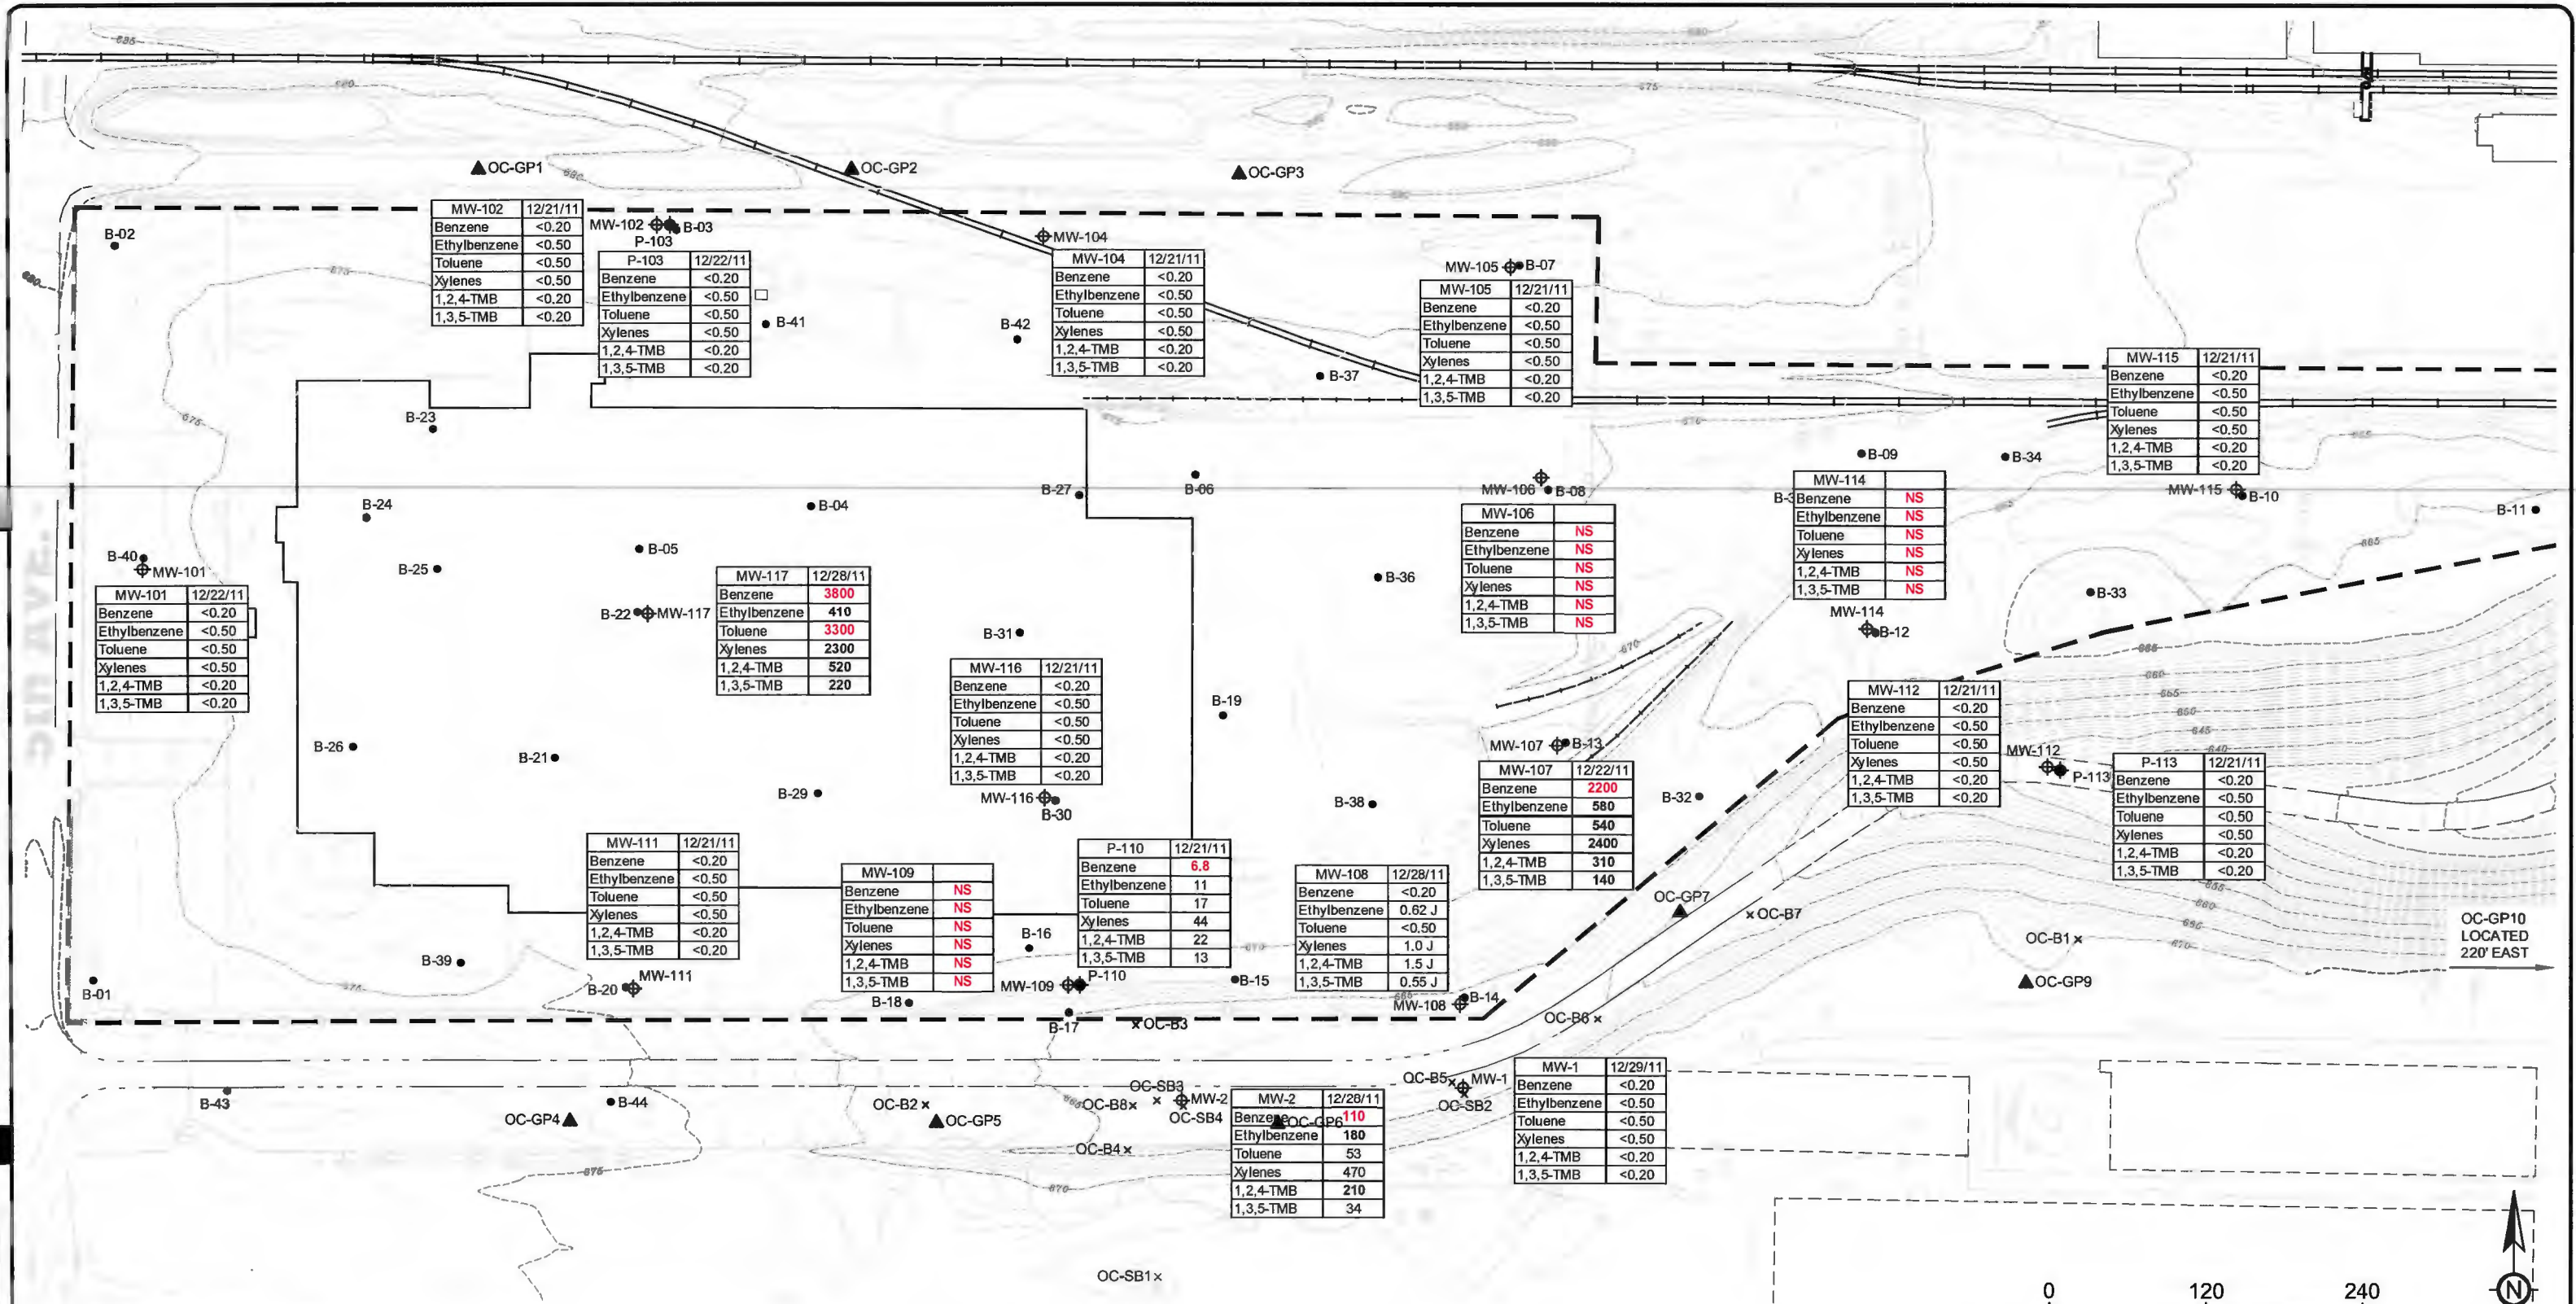 685
680
680
675
680
680
OC-GP1
OC-GP2
OC-GP3
B-02
MW-102 12/21/11
Benzene <0.20
Ethylbenzene <0.50
Toluene <0.50
Xylenes <0.50
1,2,4-TMB <0.20
1,3,5-TMB <0.20
MW-102
B-03
P-103
P-103 12/22/11
Benzene <0.20
Ethylbenzene <0.50
Toluene <0.50
Xylenes <0.50
1,2,4-TMB <0.20
1,3,5-TMB <0.20
MW-104
MW-104 12/21/11
Benzene <0.20
Ethylbenzene <0.50
Toluene <0.50
Xylenes <0.50
1,2,4-TMB <0.20
1,3,5-TMB <0.20
MW-105
B-07
MW-105 12/21/11
Benzene <0.20
Ethylbenzene <0.50
Toluene <0.50
Xylenes <0.50
1,2,4-TMB <0.20
1,3,5-TMB <0.20
680
675
B-41
B-42
B-37
MW-115 12/21/11
Benzene <0.20
Ethylbenzene <0.50
Toluene <0.50
Xylenes <0.50
1,2,4-TMB <0.20
1,3,5-TMB <0.20
675
B-23
B-24
B-04
B-27
B-06
MW-106
B-08
B-09
B-34
MW-115
B-10
B-11
665
665
MW-106
Benzene NS
Ethylbenzene NS
Toluene NS
Xylenes NS
1,2,4-TMB NS
1,3,5-TMB NS
MW-114
Benzene NS
Ethylbenzene NS
Toluene NS
Xylenes NS
1,2,4-TMB NS
1,3,5-TMB NS
B-40
MW-101
B-25
B-05
B-22
MW-117
MW-101 12/22/11
Benzene <0.20
Ethylbenzene <0.50
Toluene <0.50
Xylenes <0.50
1,2,4-TMB <0.20
1,3,5-TMB <0.20
MW-117 12/28/11
Benzene 3800
Ethylbenzene 410
Toluene 3300
Xylenes 2300
1,2,4-TMB 520
1,3,5-TMB 220
B-31
B-36
B-33
MW-114
B-12
670
MW-116 12/21/11
Benzene <0.20
Ethylbenzene <0.50
Toluene <0.50
Xylenes <0.50
1,2,4-TMB <0.20
1,3,5-TMB <0.20
B-19
665
660
655
650
645
640
MW-112 12/21/11
Benzene <0.20
Ethylbenzene <0.50
Toluene <0.50
Xylenes <0.50
1,2,4-TMB <0.20
1,3,5-TMB <0.20
B-26
B-21
B-29
MW-116
B-30
B-38
MW-107
B-13
B-32
MW-112
P-113
MW-107 12/22/11
Benzene 2200
Ethylbenzene 580
Toluene 540
Xylenes 2400
1,2,4-TMB 310
1,3,5-TMB 140
P-113 12/21/11
Benzene <0.20
Ethylbenzene <0.50
Toluene <0.50
Xylenes <0.50
1,2,4-TMB <0.20
1,3,5-TMB <0.20
MW-111 12/21/11
Benzene <0.20
Ethylbenzene <0.50
Toluene <0.50
Xylenes <0.50
1,2,4-TMB <0.20
1,3,5-TMB <0.20
MW-109
Benzene NS
Ethylbenzene NS
Toluene NS
Xylenes NS
1,2,4-TMB NS
1,3,5-TMB NS
P-110 12/21/11
Benzene 6.8
Ethylbenzene 11
Toluene 17
Xylenes 44
1,2,4-TMB 22
1,3,5-TMB 13
MW-108 12/28/11
Benzene <0.20
Ethylbenzene 0.62 J
Toluene <0.50
Xylenes 1.0 J
1,2,4-TMB 1.5 J
1,3,5-TMB 0.55 J
OC-GP7
OC-B7
655
660
670
OC-B1
OC-GP9
OC-GP10
LOCATED
220' EAST
B-16
B-39
B-01
675
B-20
MW-111
B-18
MW-109
P-110
B-15
670
665
MW-108
B-14
B-17
OC-B3
OC-B6
B-43
B-44
OC-GP4
OC-B2
OC-GP5
OC-SB3
OC-B8
MW-2
OC-SB4
665
OC-B4
OC-B5
MW-1
OC-SB2
MW-2 12/28/11
Benzene 110
OC-GP6
Ethylbenzene 180
Toluene 53
Xylenes 470
1,2,4-TMB 210
1,3,5-TMB 34
MW-1 12/29/11
Benzene <0.20
Ethylbenzene <0.50
Toluene <0.50
Xylenes <0.50
1,2,4-TMB <0.20
1,3,5-TMB <0.20
675
670
OC-SB1
0 120 240
N